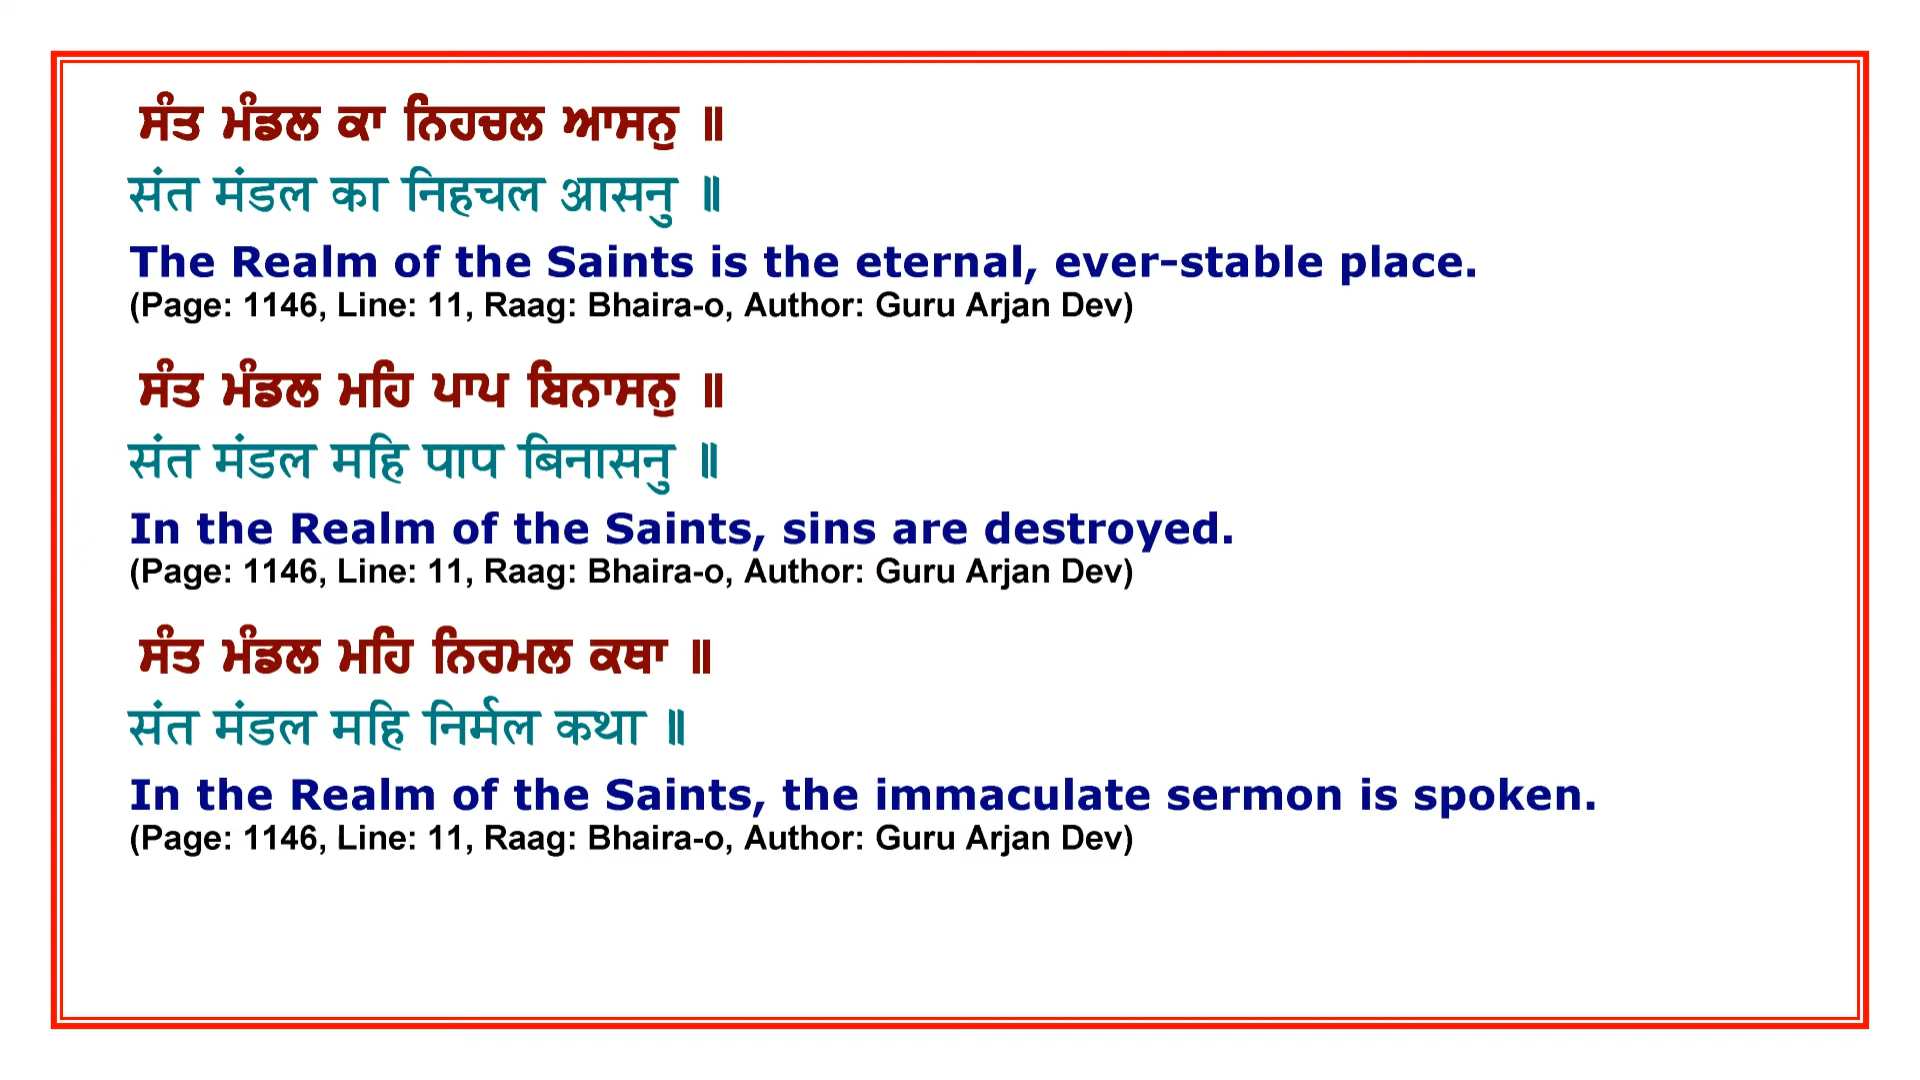 ਸੰਤ ਮੰਡਲ ਕਾ ਨਿਹਚਲ ਆਸਨੁ ॥
संत मंडल का निहचल आसनु ॥
The Realm of the Saints is the eternal, ever-stable place.
(Page: 1146, Line: 11, Raag: Bhaira-o, Author: Guru Arjan Dev)
ਸੰਤ ਮੰਡਲ ਮਹਿ ਪਾਪ ਬਿਨਾਸਨੁ ॥
संत मंडल महि पाप बिनासनु ॥
In the Realm of the Saints, sins are destroyed.
(Page: 1146, Line: 11, Raag: Bhaira-o, Author: Guru Arjan Dev)
ਸੰਤ ਮੰਡਲ ਮਹਿ ਨਿਰਮਲ ਕਥਾ ॥
संत मंडल महि निर्मल कथा ॥
In the Realm of the Saints, the immaculate sermon is spoken.
(Page: 1146, Line: 11, Raag: Bhaira-o, Author: Guru Arjan Dev)